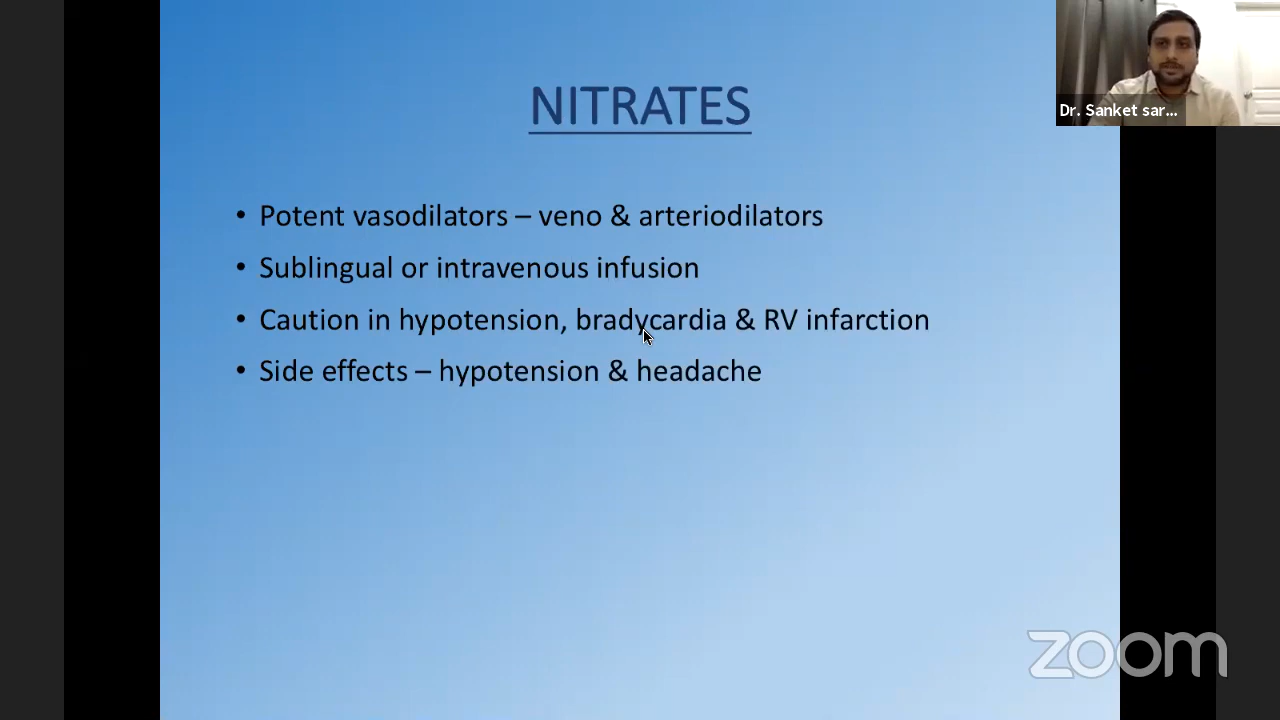 NITRATES
• Potent vasodilators – veno & arteriodilators
• Sublingual or intravenous infusion
• Caution in hypotension, bradycardia & RV infarction
• Side effects – hypotension & headache
Dr. Sanket sar...
zoom